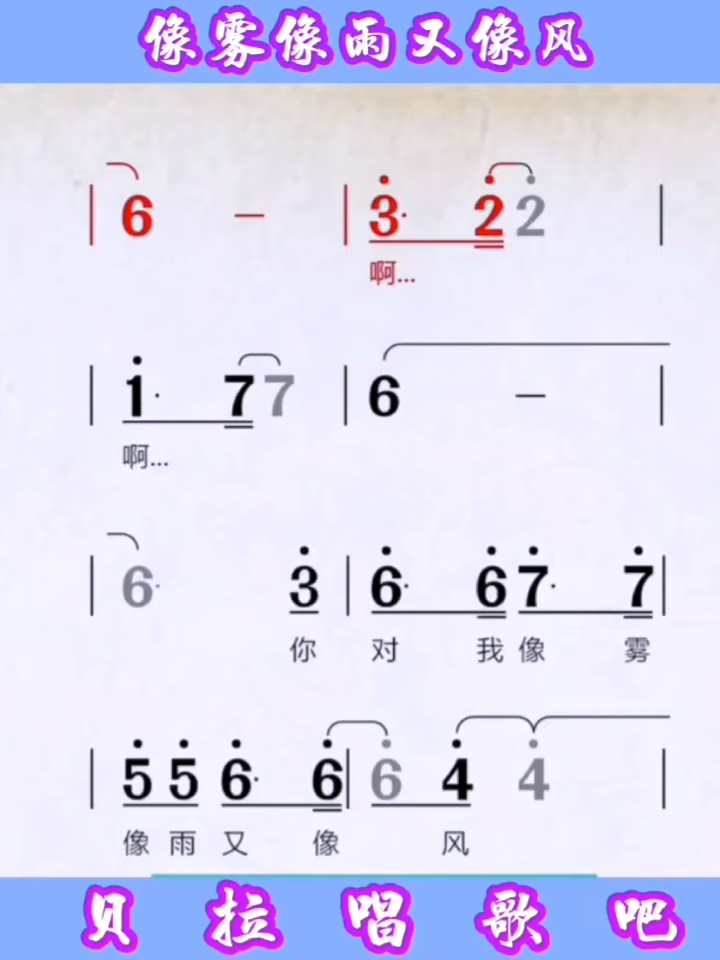 像雾像雨又像风
6 – 3· 2 2
啊...
1· 7 7 6 –
啊...
6· 3 6· 6 7· 7
你 对 我 像 雾
5 5 6· 6 6 4 4
像 雨 又 像 风
贝 拉 唱 歌 吧